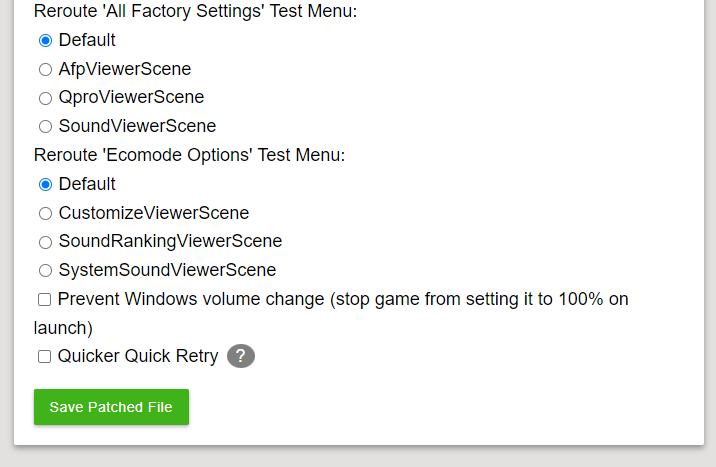 Reroute 'All Factory Settings' Test Menu:
Default
AfpViewerScene
QproViewerScene
SoundViewerScene
Reroute 'Ecomode Options' Test Menu:
Default
CustomizeViewerScene
SoundRankingViewerScene
SystemSoundViewerScene
Prevent Windows volume change (stop game from setting it to 100% on
launch)
Quicker Quick Retry ?
Save Patched File